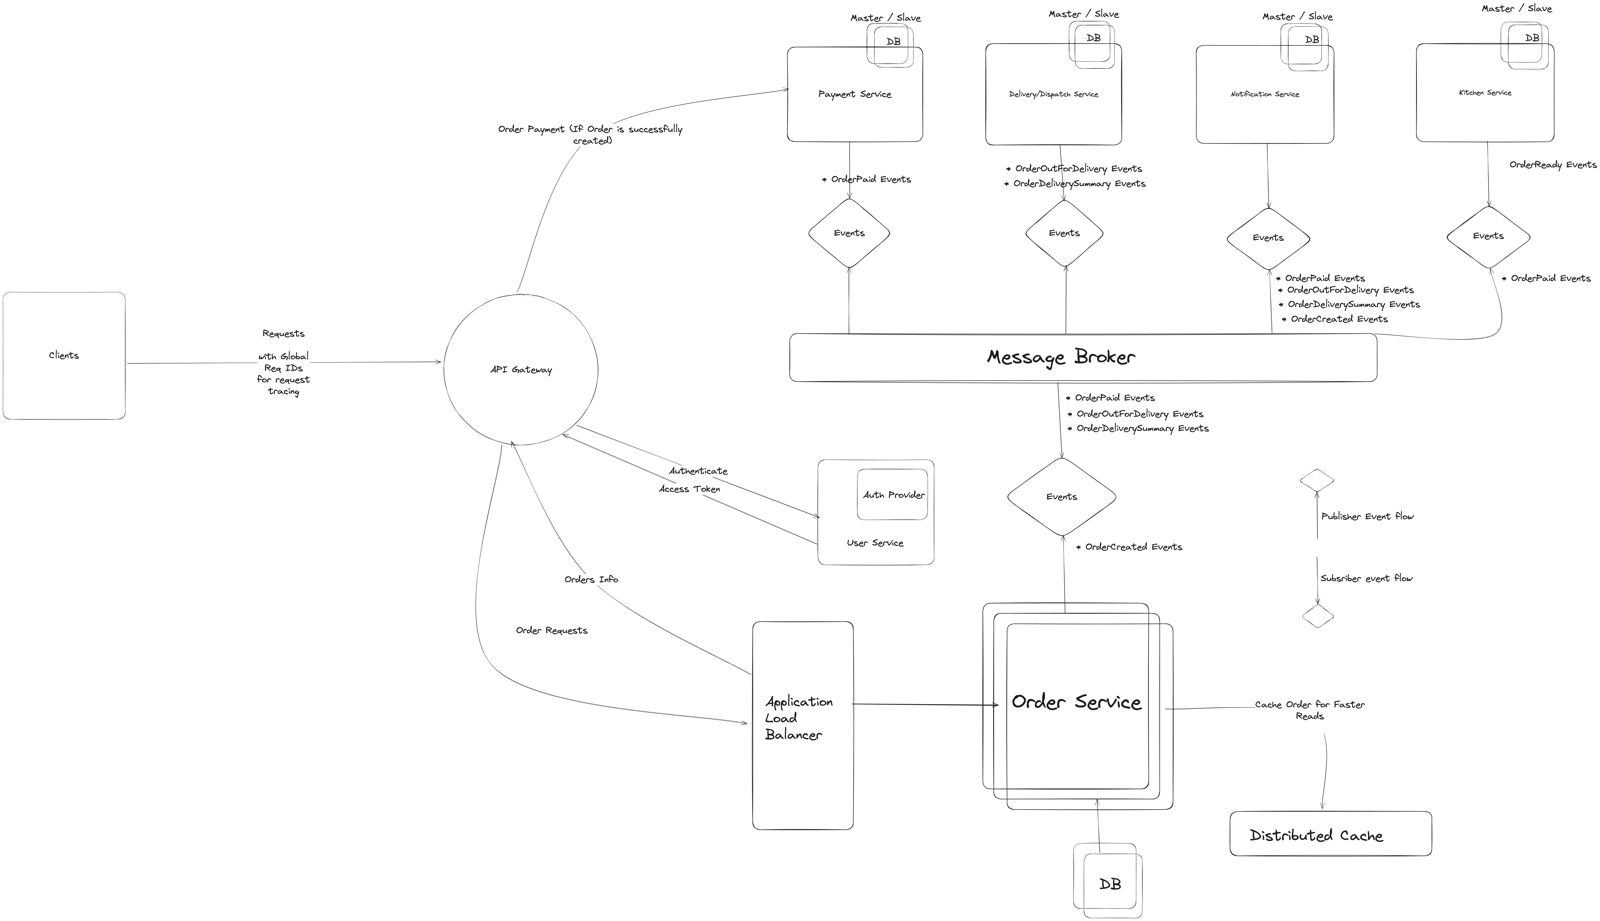 Master / Slave
DB
Payment Service
Master / Slave
DB
Delivery/Dispatch Service
Master / Slave
DB
Notification Service
Master / Slave
DB
Kitchen Service
Order Payment (If Order is successfully
created)
* OrderPaid Events
Events
* OrderOutForDelivery Events
* OrderDeliverySummary Events
Events
Events
* OrderPaid Events
* OrderOutForDelivery Events
* OrderDeliverySummary Events
* OrderCreated Events
OrderReady Events
Events
* OrderPaid Events
Clients
Requests
with Global
Req IDs
for request
tracing
API Gateway
Message Broker
* OrderPaid Events
* OrderOutForDelivery Events
* OrderDeliverySummary Events
Events
* OrderCreated Events
Authenticate
Access Token
Auth Provider
User Service
Publisher Event flow
Subsriber event flow
Orders Info
Order Requests
Application
Load
Balancer
Order Service
Cache Order for Faster
Reads
Distributed Cache
DB